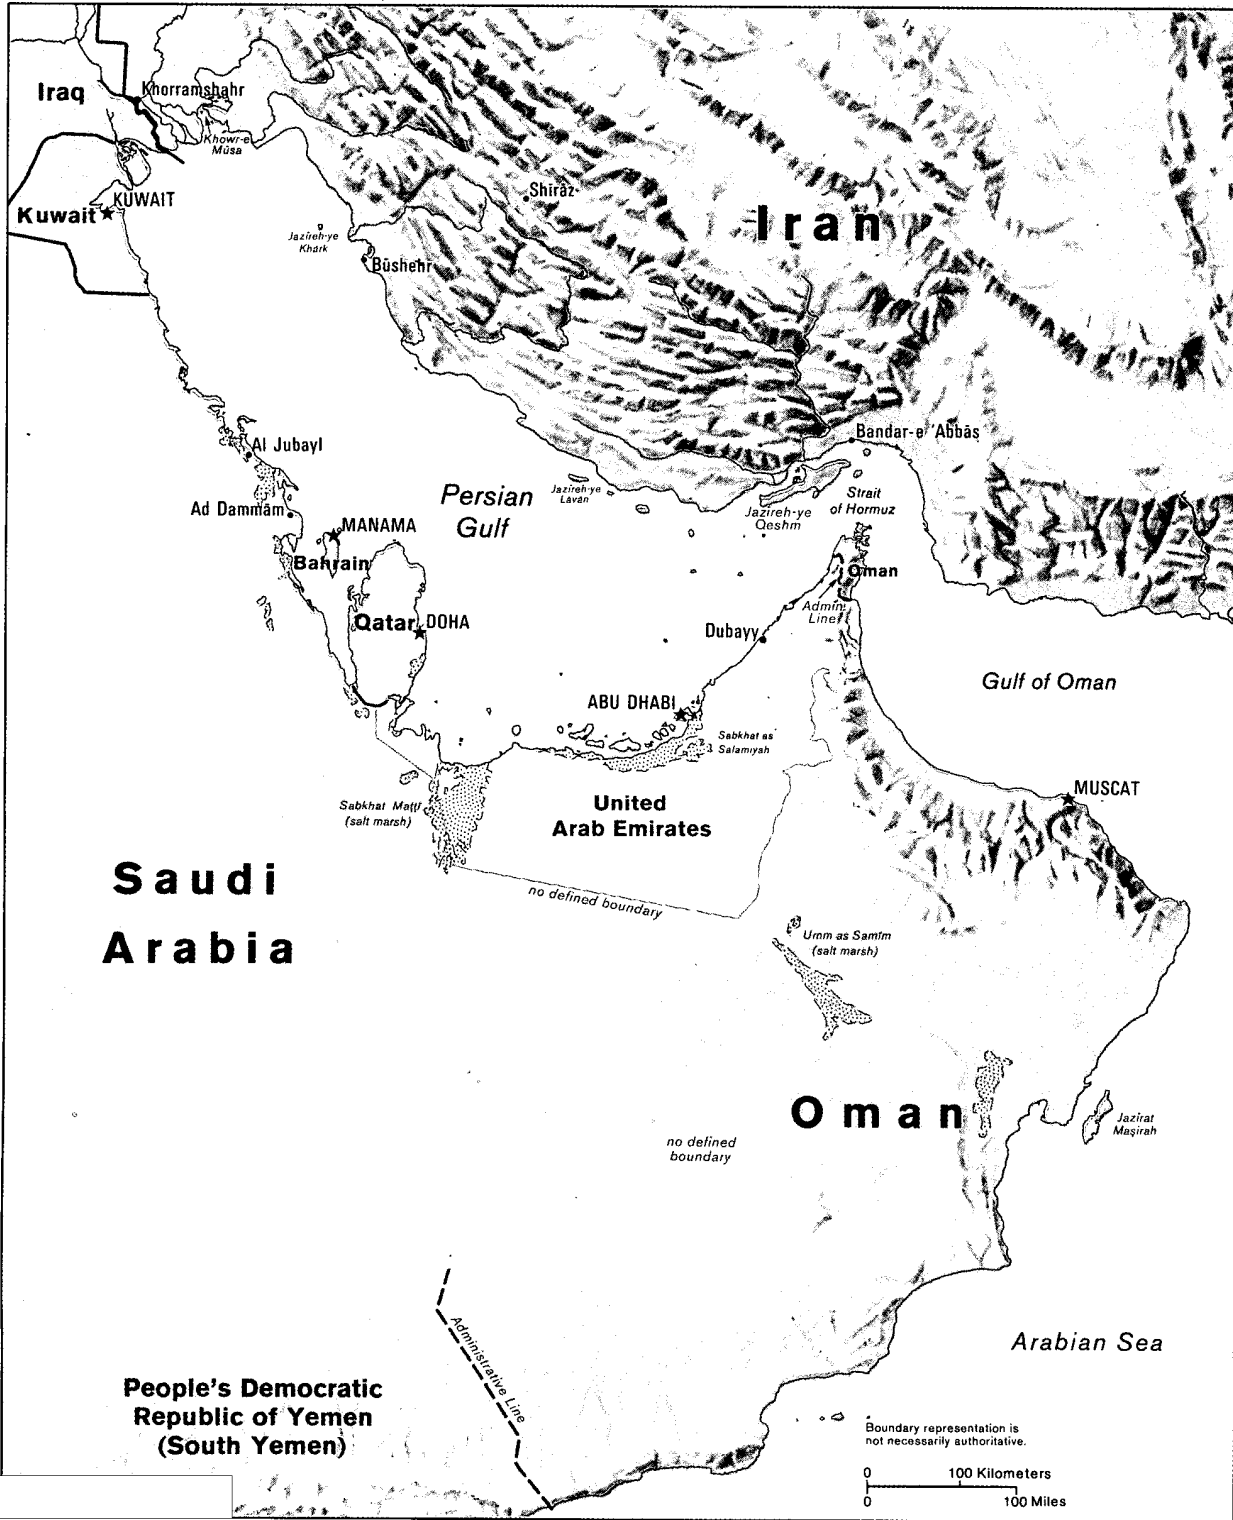 Iraq
Khorramshahr
Khowr-e
Mūsa
KUWAIT
Kuwait
Shīrāz
Iran
Jazīreh-ye
Khārk
Būshehr
Bandar-e 'Abbās
Al Jubayl
Persian
Gulf
Jazīreh-ye
Lāvān
Strait
of Hormuz
Jazīreh-ye
Qeshm
Ad Dammām
MANAMA
Bahrain
Oman
Admin.
Line
Qatar
DOHA
Dubayy
Gulf of Oman
ABU DHABI
Sabkhat as
Salamīyah
MUSCAT
Sabkhat Maţţī
(salt marsh)
United
Arab Emirates
Saudi
Arabia
no defined boundary
Umm as Samīm
(salt marsh)
Oman
Jazīrat
Maşīrah
no defined
boundary
Administrative Line
Arabian Sea
People's Democratic
Republic of Yemen
(South Yemen)
Boundary representation is
not necessarily authoritative.
0 100 Kilometers
0 100 Miles